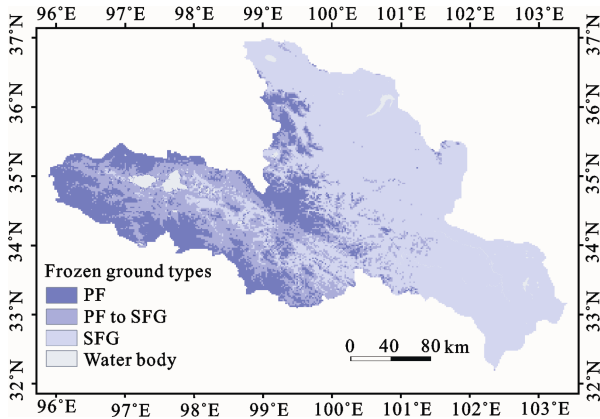 96°E 97°E 98°E 99°E 100°E 101°E 102°E 103°E
37°N
37°N
36°N
36°N
35°N
35°N
34°N
34°N
33°N
33°N
32°N
32°N
Frozen ground types
PF
PF to SFG
SFG
Water body
0 40 80 km
96°E 97°E 98°E 99°E 100°E 101°E 102°E 103°E